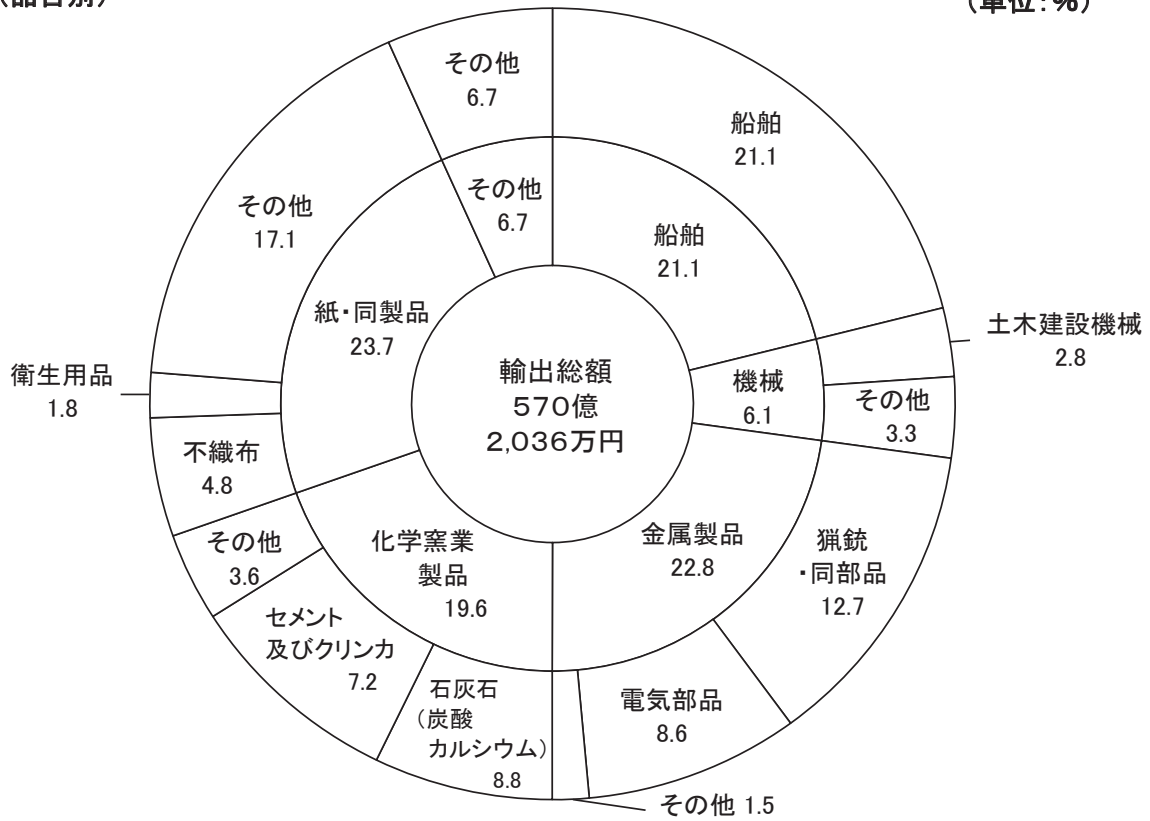 (品目別)
(単位:%)
その他
6.7
船舶
21.1
その他
17.1
その他
6.7
船舶
21.1
紙・同製品
23.7
土木建設機械
2.8
衛生用品
1.8
輸出総額
570億
2,036万円
機械
6.1
その他
3.3
不織布
4.8
その他
3.6
化学窯業
製品
19.6
金属製品
22.8
猟銃
・同部品
12.7
セメント
及びクリンカ
7.2
石灰石
(炭酸
カルシウム)
8.8
電気部品
8.6
その他 1.5